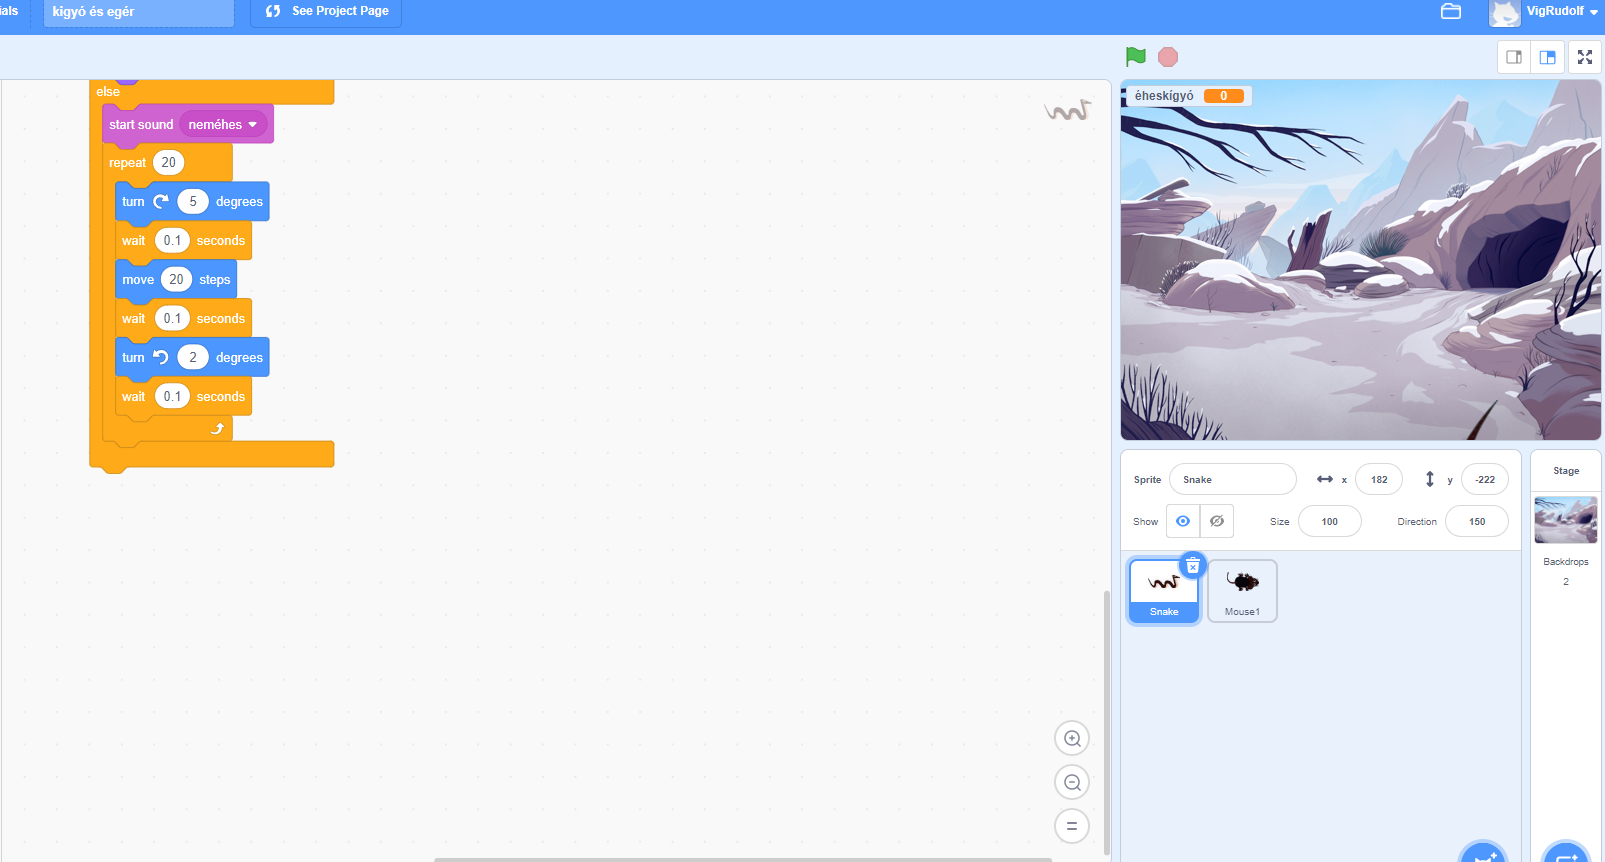 ials
kigyó és egér
See Project Page
VigRudolf
else
start sound neméhes
repeat 20
turn 5 degrees
wait 0.1 seconds
move 20 steps
wait 0.1 seconds
turn 2 degrees
wait 0.1 seconds
éheskígyó 0
Sprite Snake x 182 y -222
Show Size 100 Direction 150
Snake
Mouse1
Stage
Backdrops
2